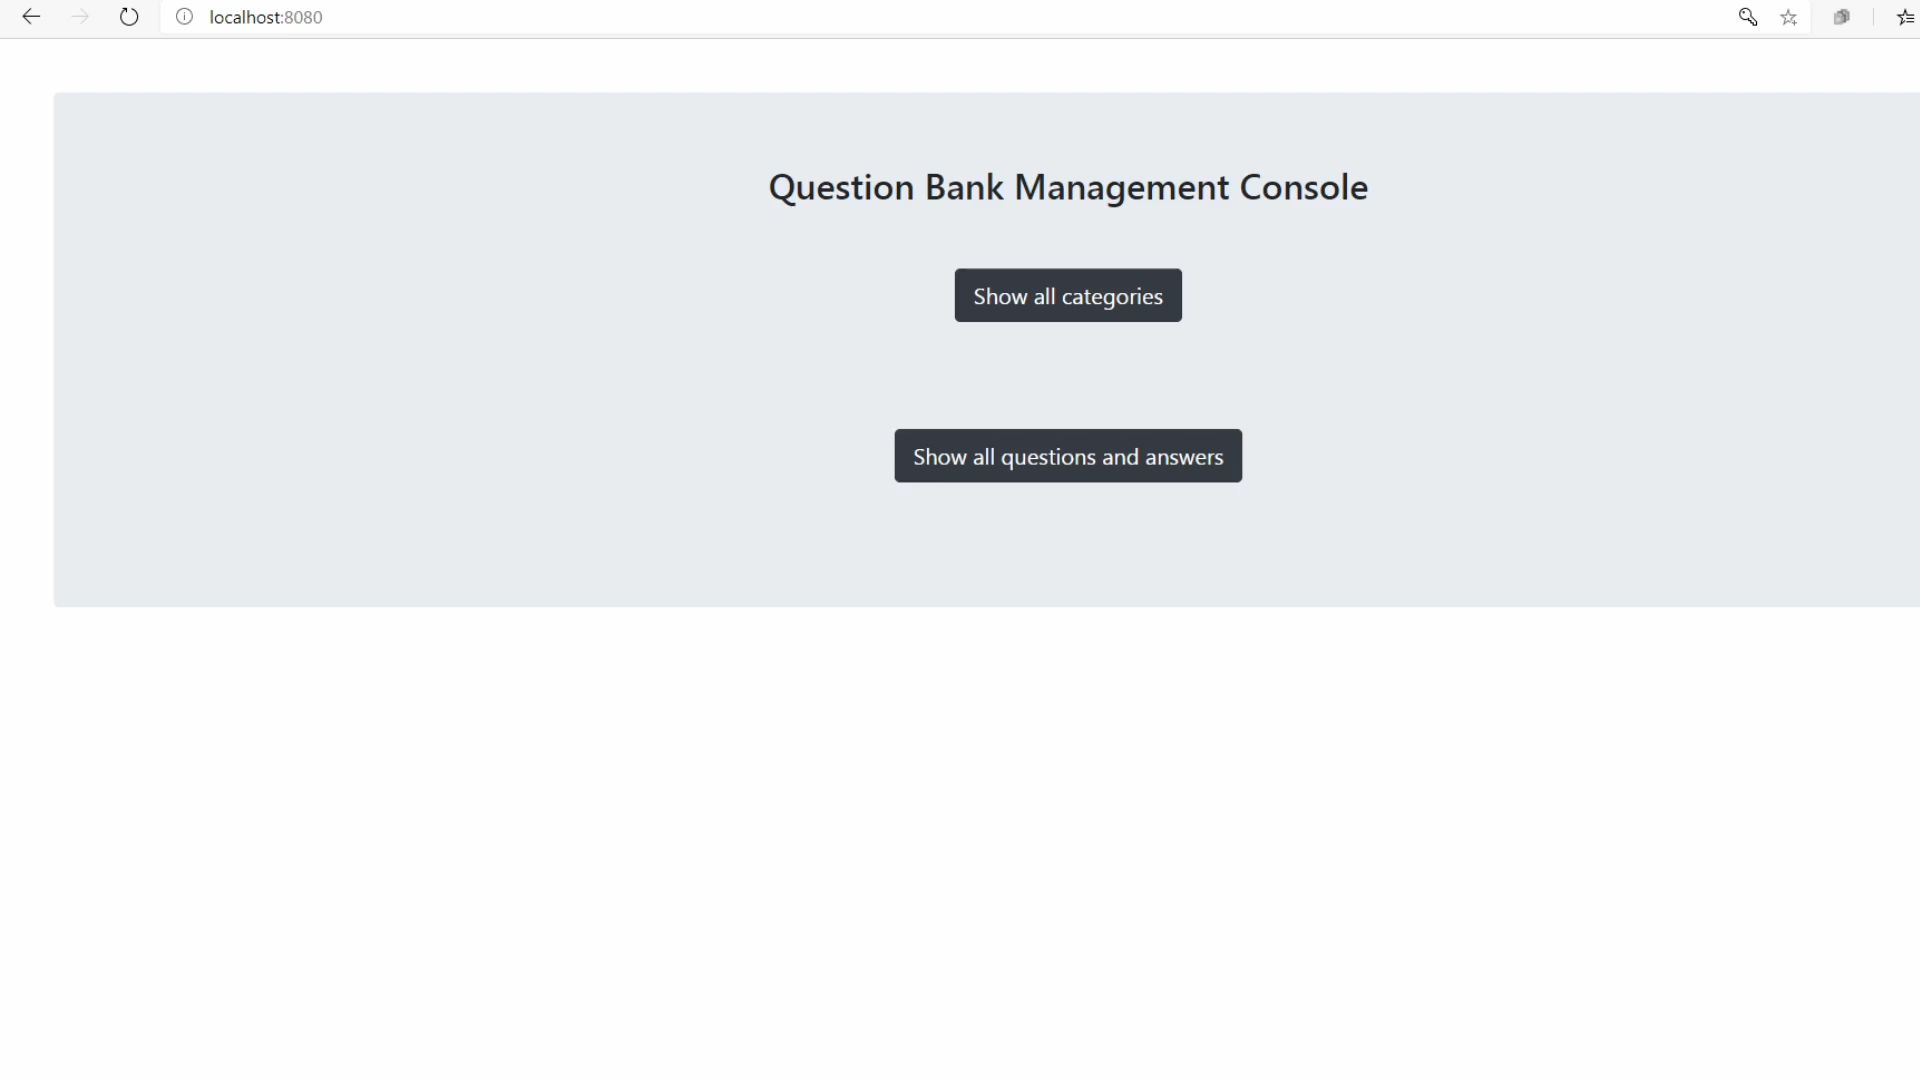 localhost:8080
Question Bank Management Console
Show all categories
Show all questions and answers